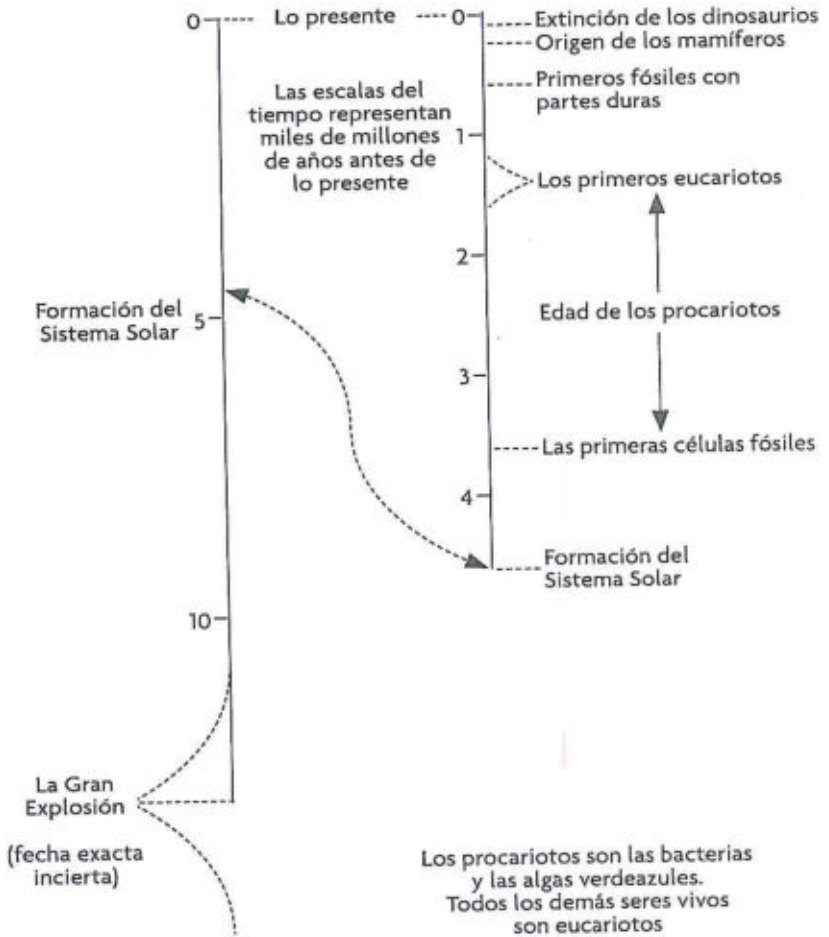 0
Lo presente
0
Extinción de los dinosaurios
Origen de los mamíferos
Primeros fósiles con
partes duras
Las escalas del
tiempo representan
miles de millones
de años antes de
lo presente
1
Los primeros eucariotos
2
Formación del
Sistema Solar
5
Edad de los procariotos
3
Las primeras células fósiles
4
Formación del
Sistema Solar
10
La Gran
Explosión
(fecha exacta
incierta)
Los procariotos son las bacterias
y las algas verdeazules.
Todos los demás seres vivos
son eucariotos